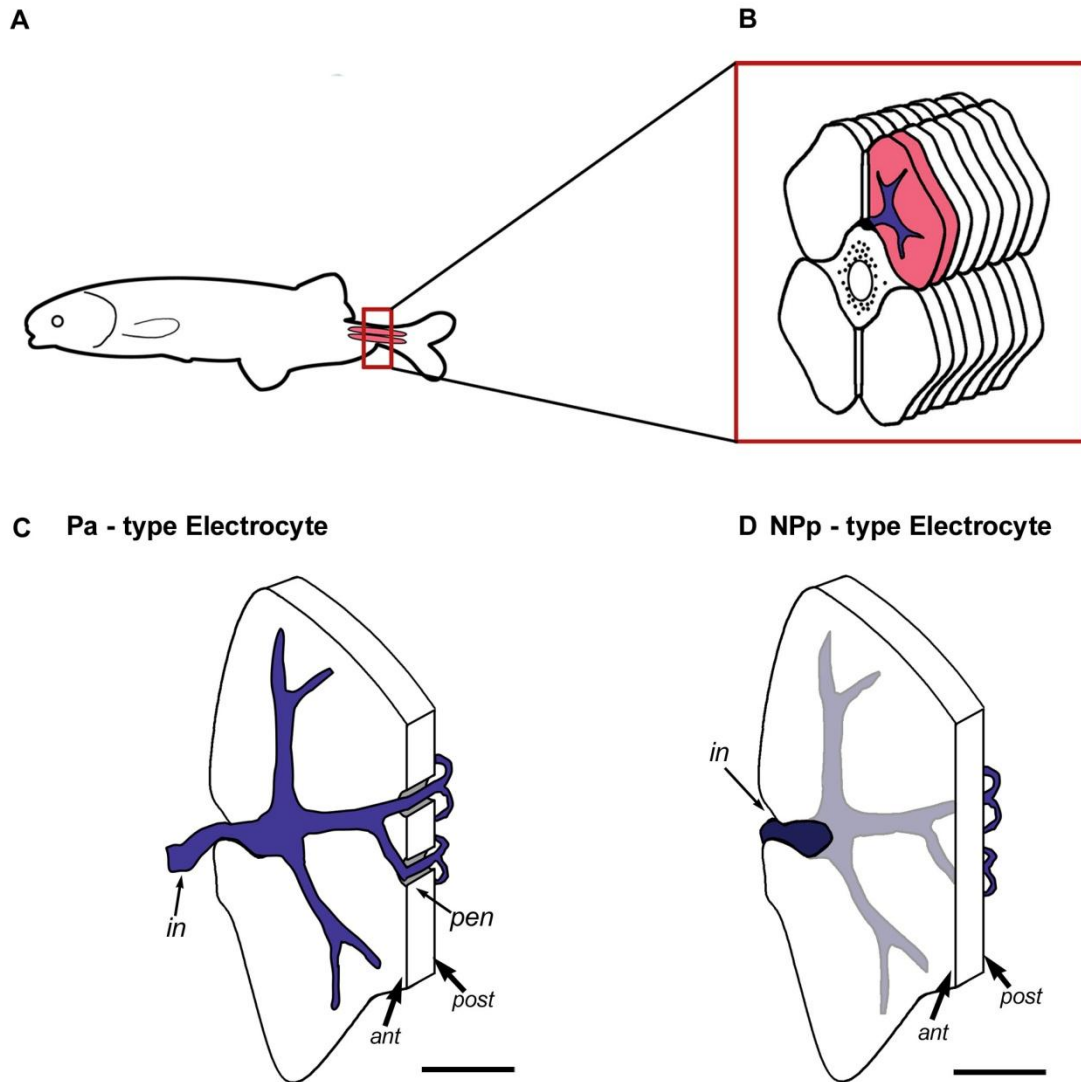 A
B
C Pa - type Electrocyte
D NPp - type Electrocyte
in
pen
post
ant
in
post
ant